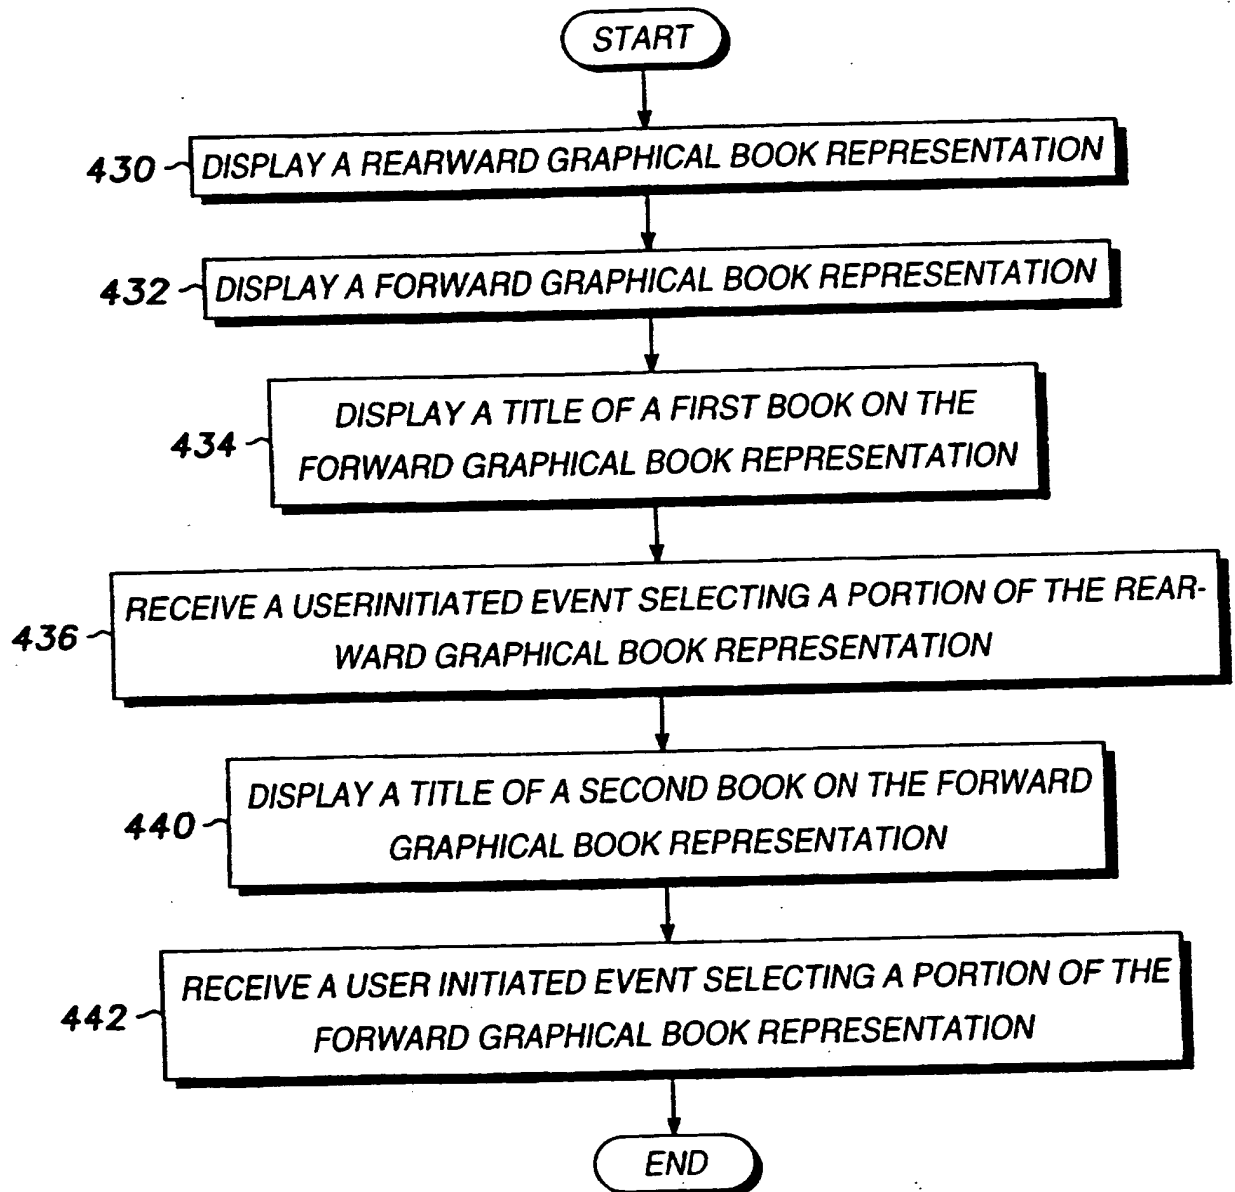 START
430 DISPLAY A REARWARD GRAPHICAL BOOK REPRESENTATION
432 DISPLAY A FORWARD GRAPHICAL BOOK REPRESENTATION
DISPLAY A TITLE OF A FIRST BOOK ON THE
434
FORWARD GRAPHICAL BOOK REPRESENTATION
RECEIVE A USERINITIATED EVENT SELECTING A PORTION OF THE REAR-
436
WARD GRAPHICAL BOOK REPRESENTATION
DISPLAY A TITLE OF A SECOND BOOK ON THE FORWARD
440
GRAPHICAL BOOK REPRESENTATION
RECEIVE A USER INITIATED EVENT SELECTING A PORTION OF THE
442
FORWARD GRAPHICAL BOOK REPRESENTATION
END